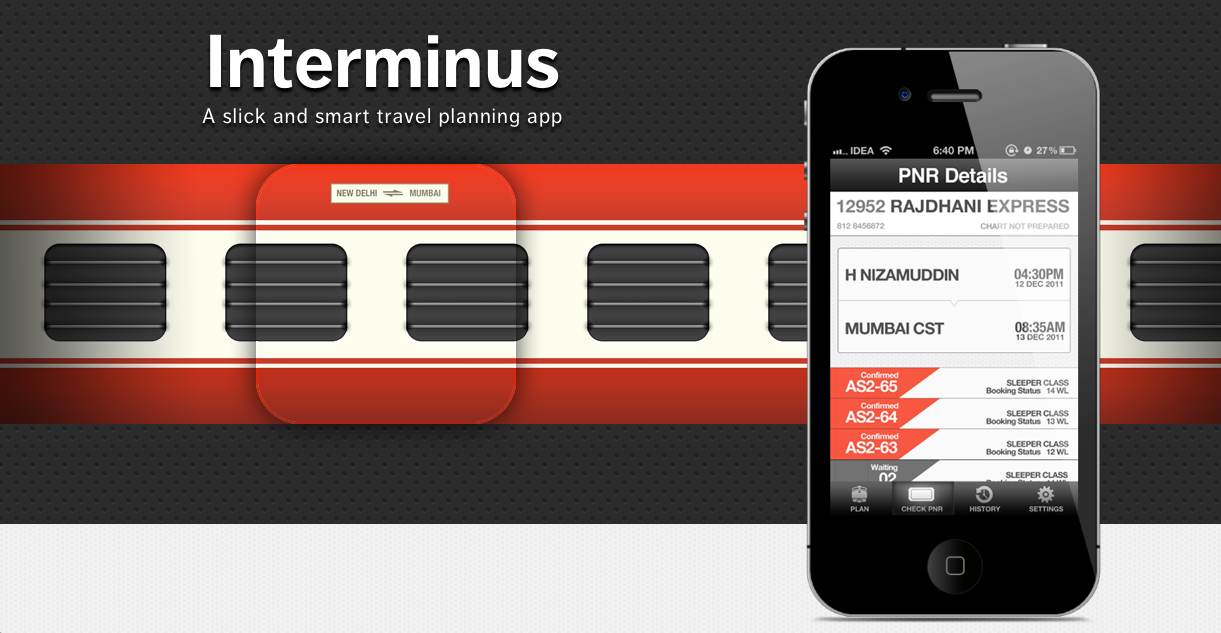 Interminus
A slick and smart travel planning app
NEW DELHI MUMBAI
IDEA 6:40 PM 27%
PNR Details
12952 RAJDHANI EXPRESS
812 8456872 CHART NOT PREPARED
H NIZAMUDDIN 04:30PM
12 DEC 2011
MUMBAI CST 08:35AM
13 DEC 2011
Confirmed
AS2-65 SLEEPER CLASS
Booking Status 14 WL
Confirmed
AS2-64 SLEEPER CLASS
Booking Status 13 WL
Confirmed
AS2-63 SLEEPER CLASS
Booking Status 12 WL
Waiting
02 SLEEPER CLASS
PLAN CHECK PNR HISTORY SETTINGS